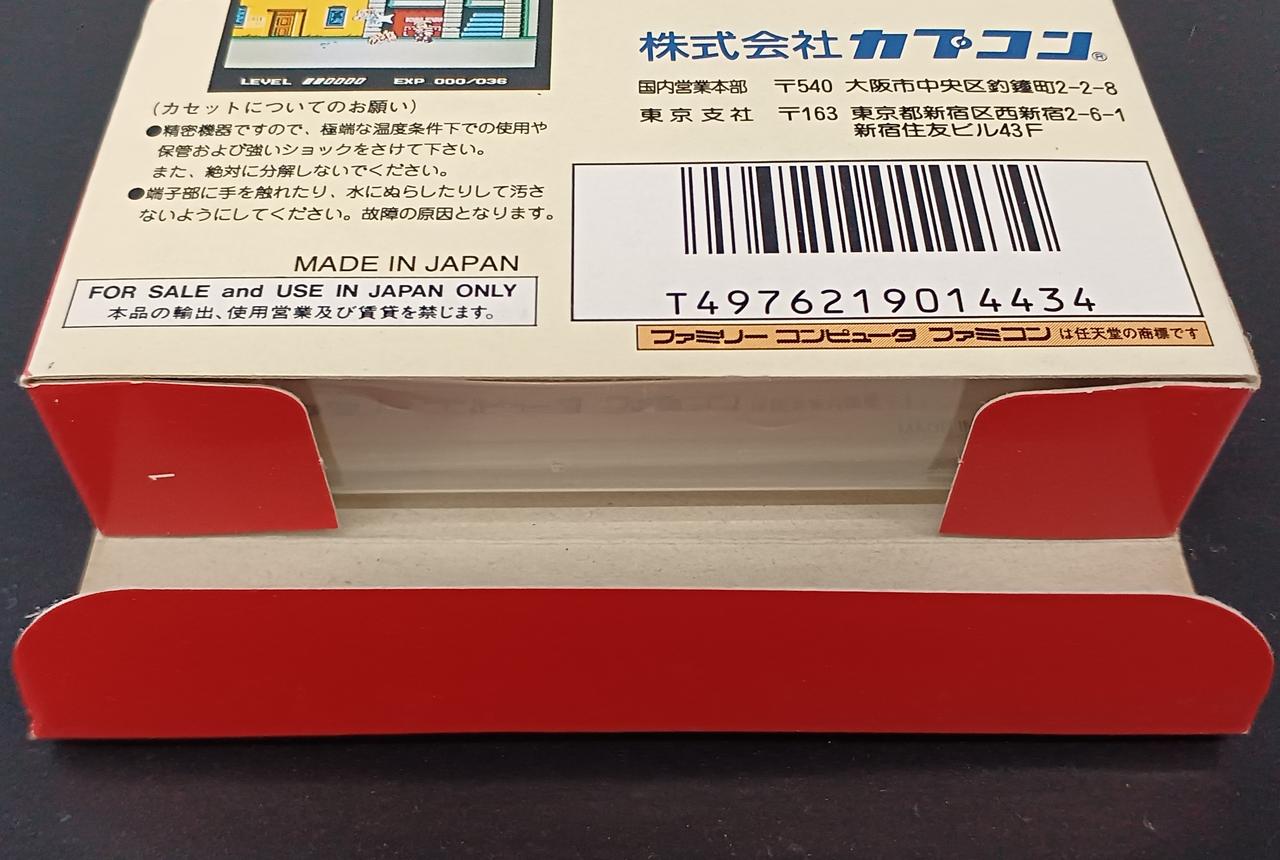 LEVEL 000000 EXP 000/036
(カセットについてのお願い)
●精密機器ですので、極端な温度条件下での使用や
保管および強いショックをさけて下さい。
また、絶対に分解しないでください。
●端子部に手を触れたり、水にぬらしたりして汚さ
ないようにしてください。故障の原因となります。
MADE IN JAPAN
FOR SALE and USE IN JAPAN ONLY
本品の輸出、使用営業及び賃貸を禁じます。
株式会社カプコン®
国内営業本部 〒540 大阪市中央区釣鐘町2-2-8
東京支社 〒163 東京都新宿区西新宿2-6-1
新宿住友ビル43F
T4976219014434
ファミリーコンピュータ ファミコン は任天堂の商標です
1